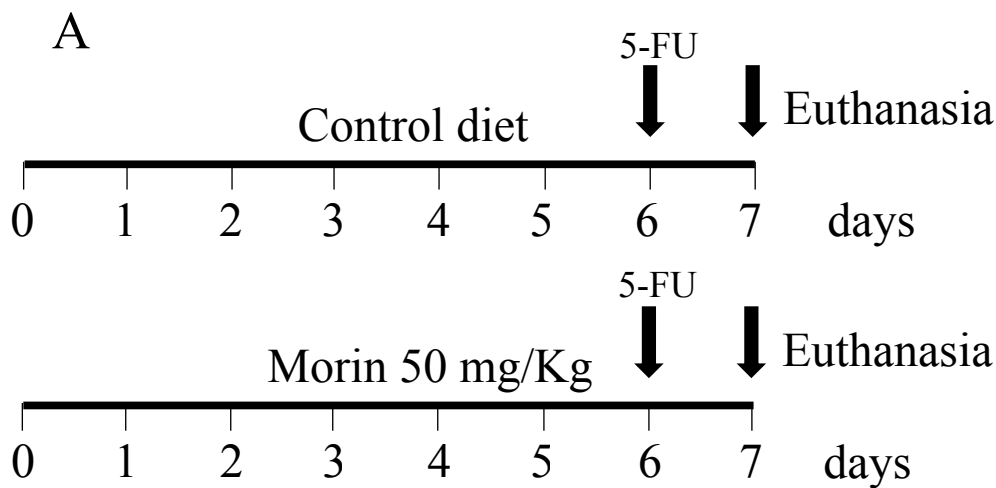 A
5-FU
Control diet
Euthanasia
0 1 2 3 4 5 6 7 days
5-FU
Morin 50 mg/Kg
Euthanasia
0 1 2 3 4 5 6 7 days